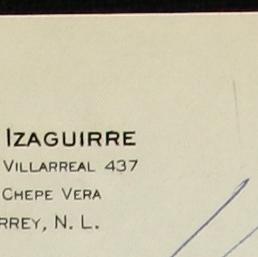 IZAGUIRRE
VILLARREAL 437
CHEPE VERA
RREY, N. L.